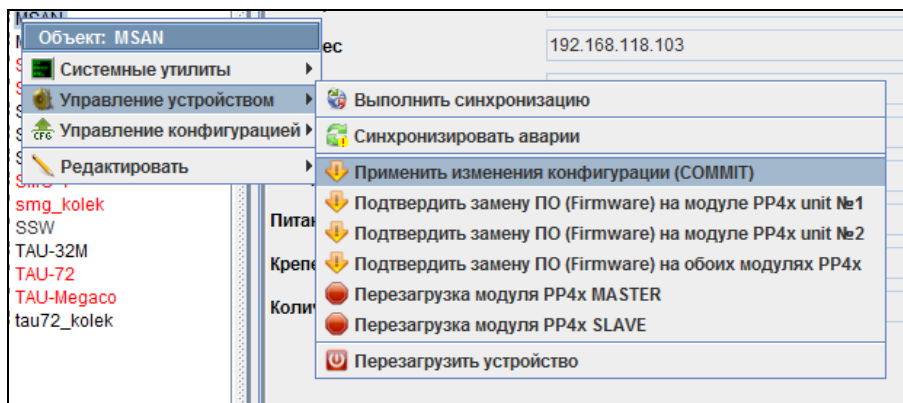 MSAN
Объект: MSAN
ес
192.168.118.103
Системные утилиты
Управление устройством
Управление конфигурацией
Редактировать
Выполнить синхронизацию
Синхронизировать аварии
Применить изменения конфигурации (COMMIT)
Подтвердить замену ПО (Firmware) на модуле PP4x unit №1
Подтвердить замену ПО (Firmware) на модуле PP4x unit №2
Подтвердить замену ПО (Firmware) на обоих модулях PP4x
Перезагрузка модуля PP4x MASTER
Перезагрузка модуля PP4x SLAVE
Перезагрузить устройство
smg_kolek
SSW
TAU-32M
TAU-72
TAU-Megaco
tau72_kolek
Питан
Крепе
Колич